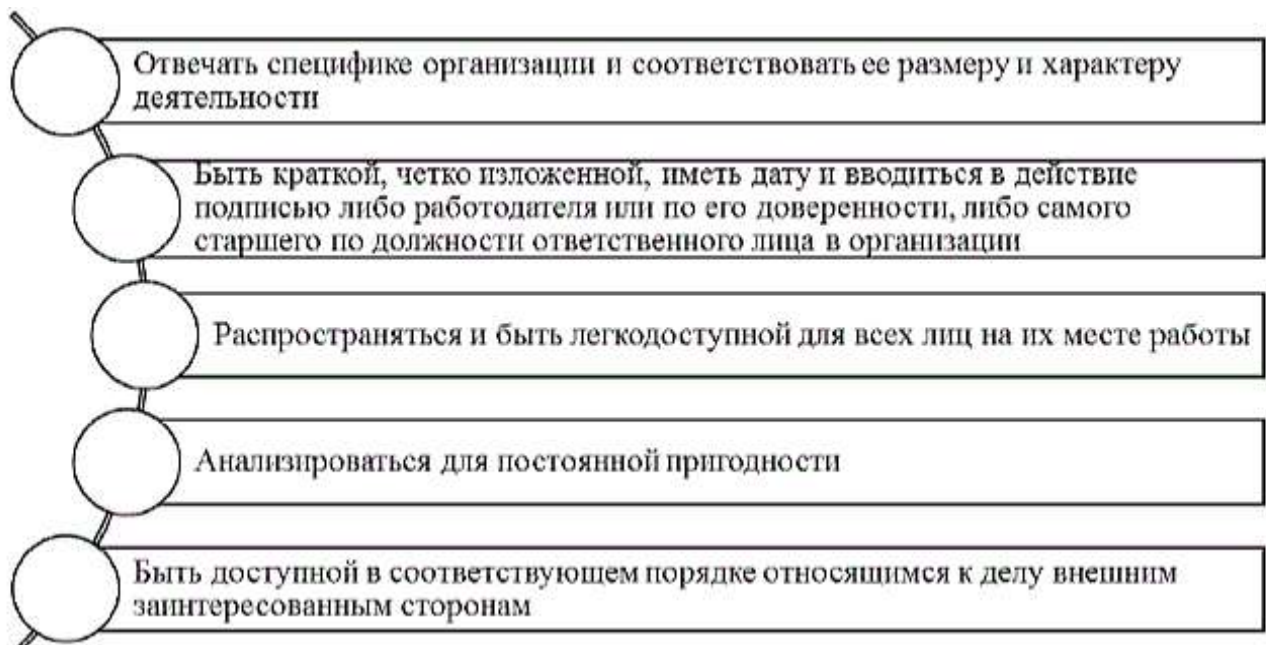 Отвечать специфике организации и соответствовать ее размеру и характеру
деятельности
Быть краткой, четко изложенной, иметь дату и вводиться в действие
подписью либо работодателя или по его доверенности, либо самого
старшего по должности ответственного лица в организации
Распространяться и быть легкодоступной для всех лиц на их месте работы
Анализироваться для постоянной пригодности
Быть доступной в соответствующем порядке относящимся к делу внешним
заинтересованным сторонам